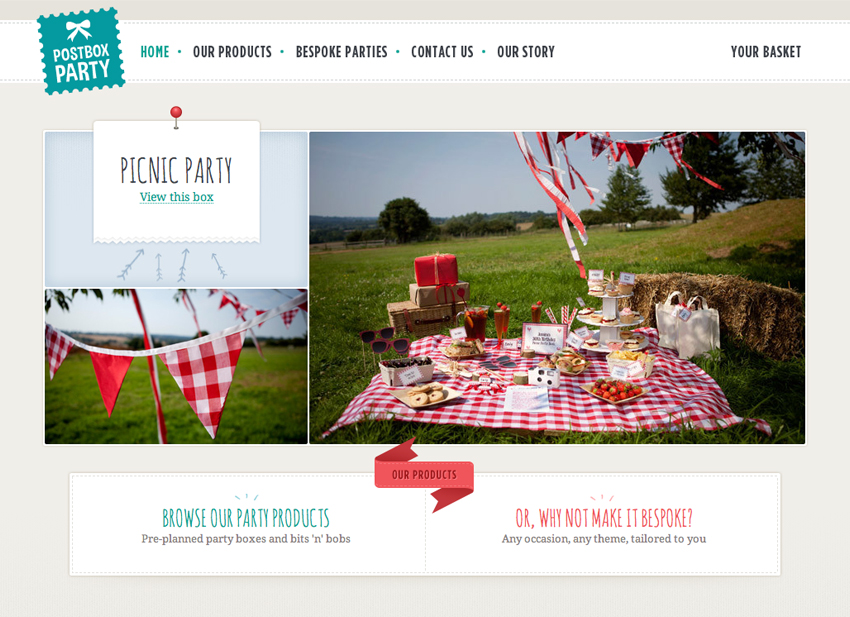 POSTBOX
PARTY
HOME • OUR PRODUCTS • BESPOKE PARTIES • CONTACT US • OUR STORY
YOUR BASKET
PICNIC PARTY
View this box
OUR PRODUCTS
BROWSE OUR PARTY PRODUCTS
Pre-planned party boxes and bits 'n' bobs
OR, WHY NOT MAKE IT BESPOKE?
Any occasion, any theme, tailored to you